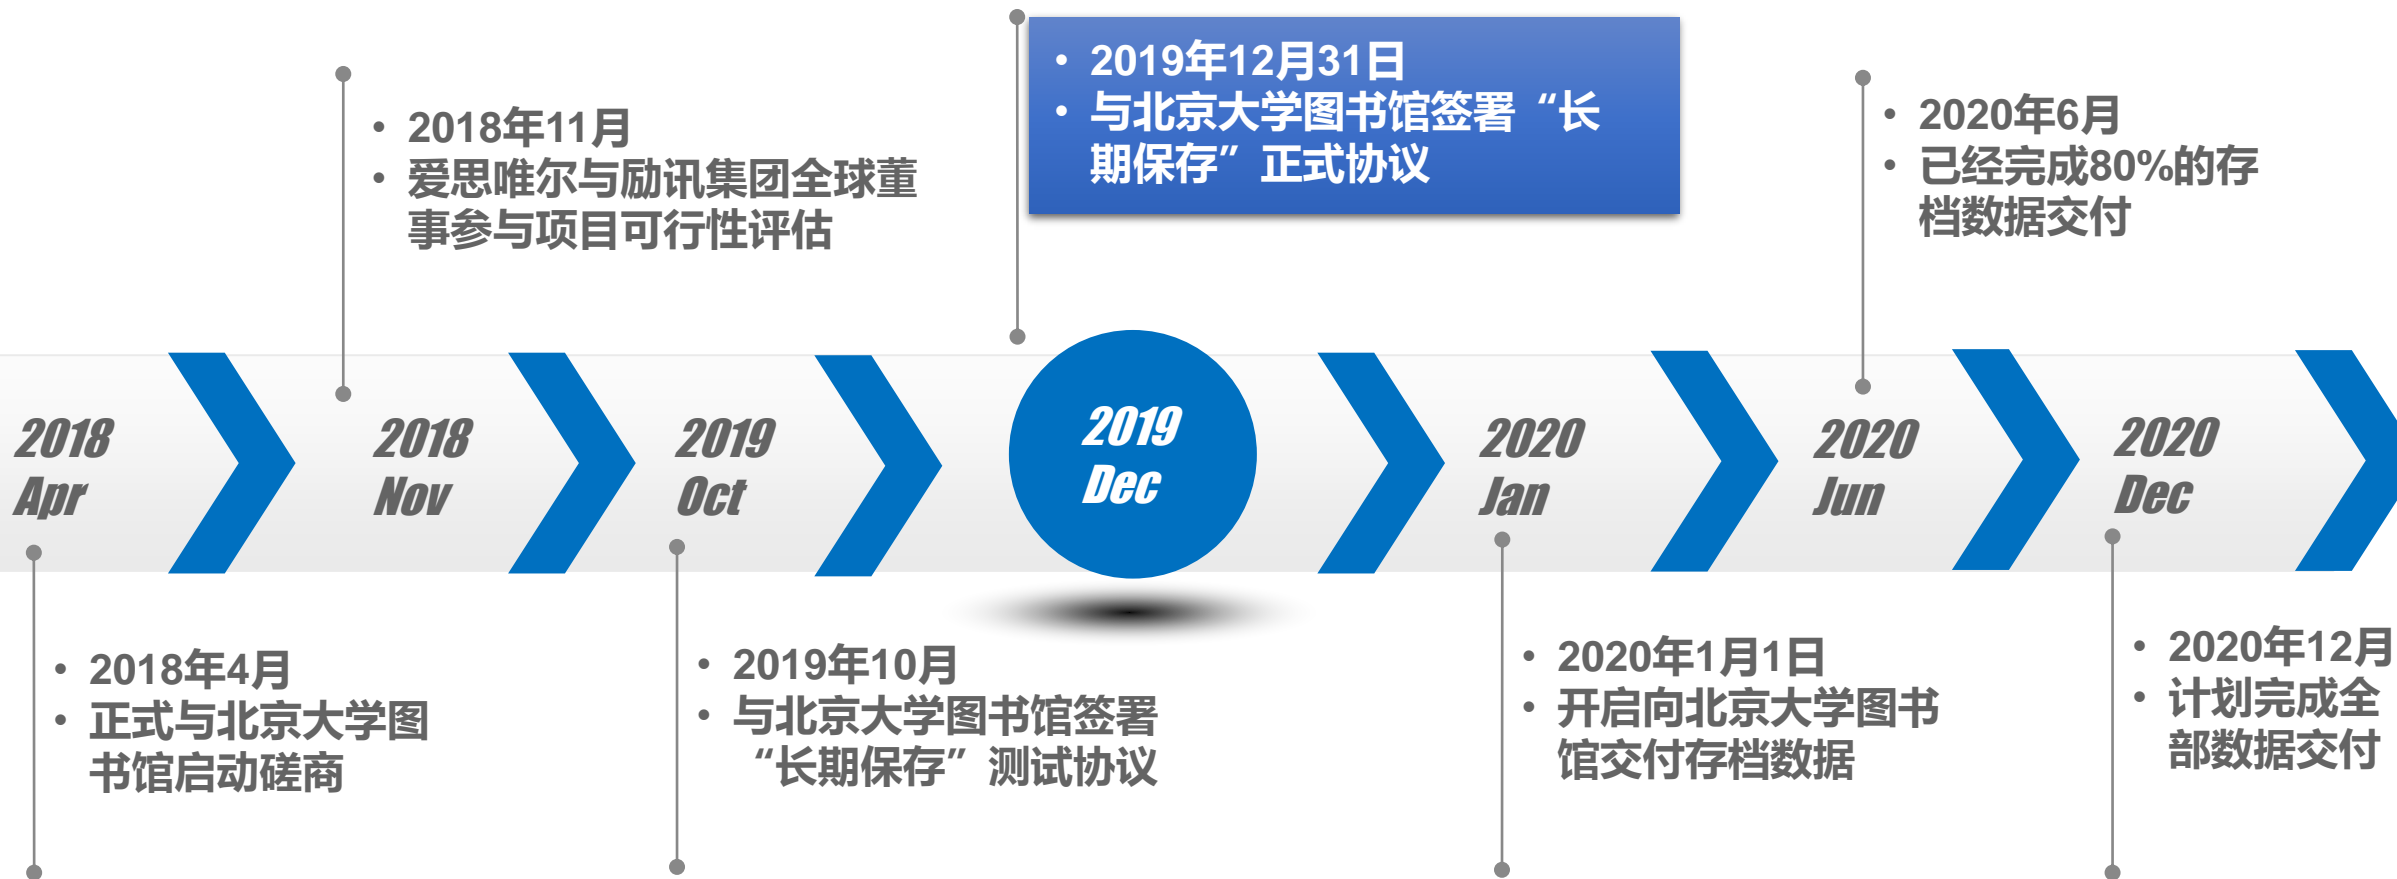 • 2019年12月31日
• 与北京大学图书馆签署“长
期保存”正式协议
• 2018年11月
• 爱思唯尔与励讯集团全球董
事参与项目可行性评估
• 2020年6月
• 已经完成80%的存
档数据交付
2018
Apr
2018
Nov
2019
Oct
2019
Dec
2020
Jan
2020
Jun
2020
Dec
• 2018年4月
• 正式与北京大学图
书馆启动磋商
• 2019年10月
• 与北京大学图书馆签署
“长期保存”测试协议
• 2020年1月1日
• 开启向北京大学图书
馆交付存档数据
• 2020年12月
• 计划完成全
部数据交付